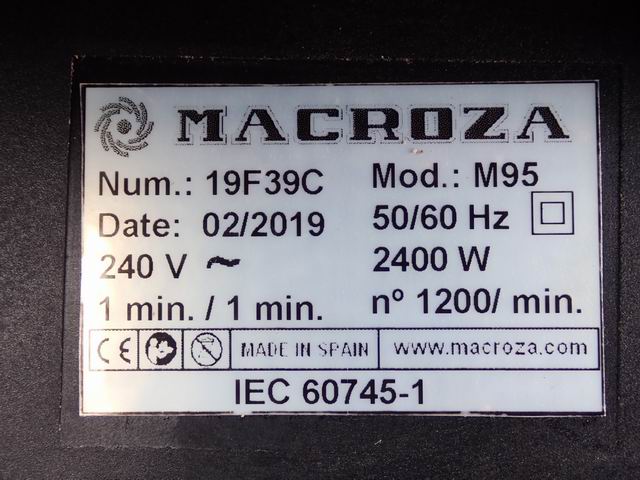 MACROZA
Num.: 19F39C Mod.: M95
Date: 02/2019 50/60 Hz
240 V ~ 2400 W
1 min. / 1 min. nº 1200/ min.
CE MADE IN SPAIN www.macroza.com
IEC 60745-1